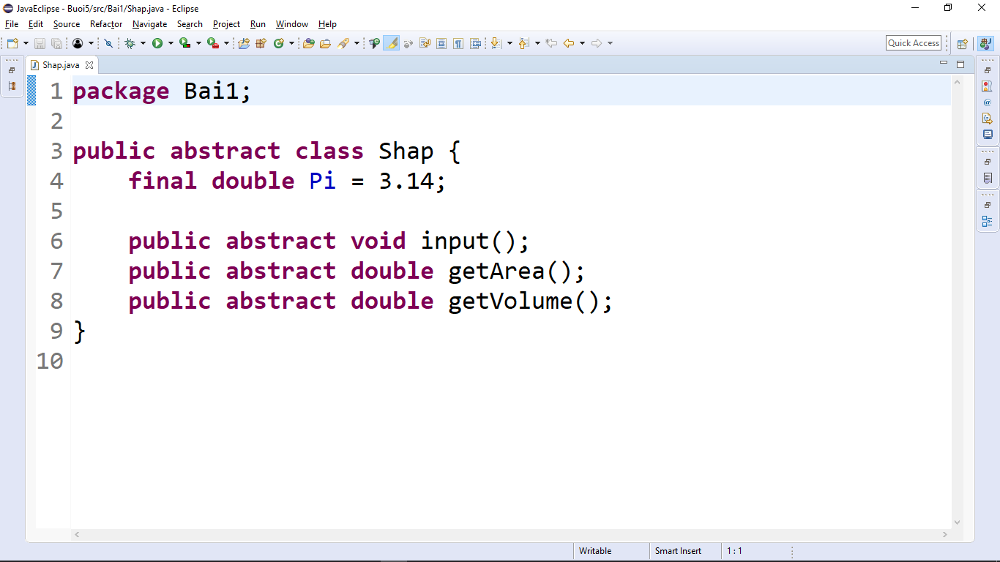 JavaEclipse - Buoi5/src/Bai1/Shap.java - Eclipse
File Edit Source Refactor Navigate Search Project Run Window Help
Quick Access
Shap.java
1 package Bai1;
2
3 public abstract class Shap {
4 final double Pi = 3.14;
5
6 public abstract void input();
7 public abstract double getArea();
8 public abstract double getVolume();
9 }
10
Writable Smart Insert 1 : 1